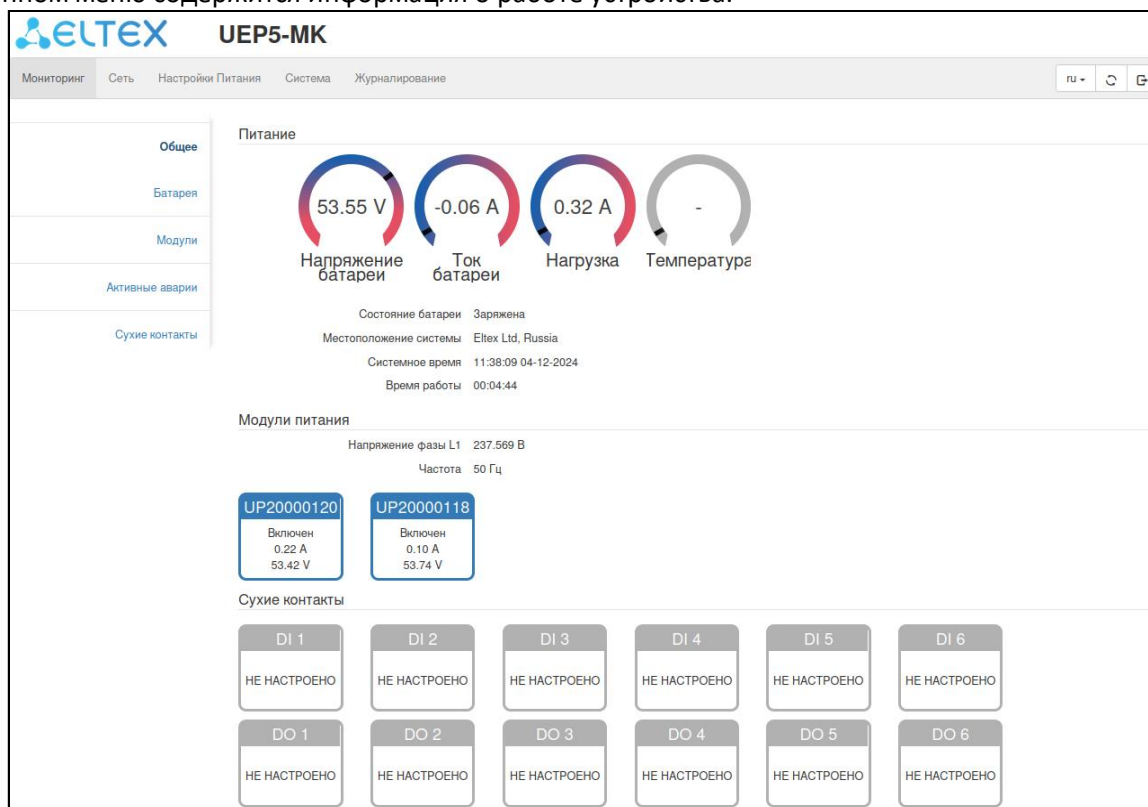 нном меню содержится информация о работе устройства.
ELTEX UEP5-MK
Мониторинг Сеть Настройки Питания Система Журналирование ru
Общее
Батарея
Модули
Активные аварии
Сухие контакты
Питание
53.55 V -0.06 A 0.32 A -
Напряжение батареи Ток батареи Нагрузка Температура
Состояние батареи Заряжена
Местоположение системы Eltex Ltd, Russia
Системное время 11:38:09 04-12-2024
Время работы 00:04:44
Модули питания
Напряжение фазы L1 237.569 В
Частота 50 Гц
UP20000120 UP20000118
Включен Включен
0.22 A 0.10 A
53.42 V 53.74 V
Сухие контакты
DI 1 DI 2 DI 3 DI 4 DI 5 DI 6
НЕ НАСТРОЕНО НЕ НАСТРОЕНО НЕ НАСТРОЕНО НЕ НАСТРОЕНО НЕ НАСТРОЕНО НЕ НАСТРОЕНО
DO 1 DO 2 DO 3 DO 4 DO 5 DO 6
НЕ НАСТРОЕНО НЕ НАСТРОЕНО НЕ НАСТРОЕНО НЕ НАСТРОЕНО НЕ НАСТРОЕНО НЕ НАСТРОЕНО